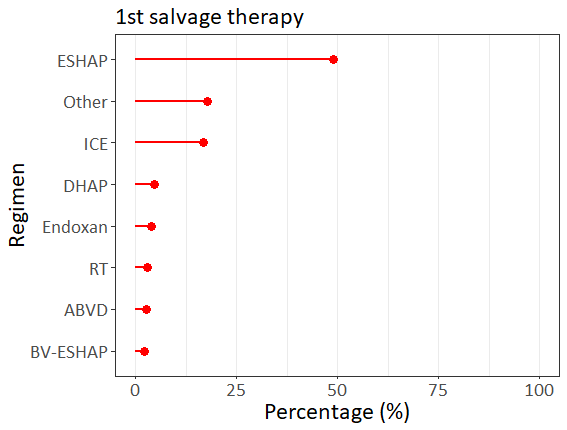 1st salvage therapy
ESHAP
Other
ICE
DHAP
Endoxan
RT
ABVD
BV-ESHAP
Regimen
0 25 50 75 100
Percentage (%)